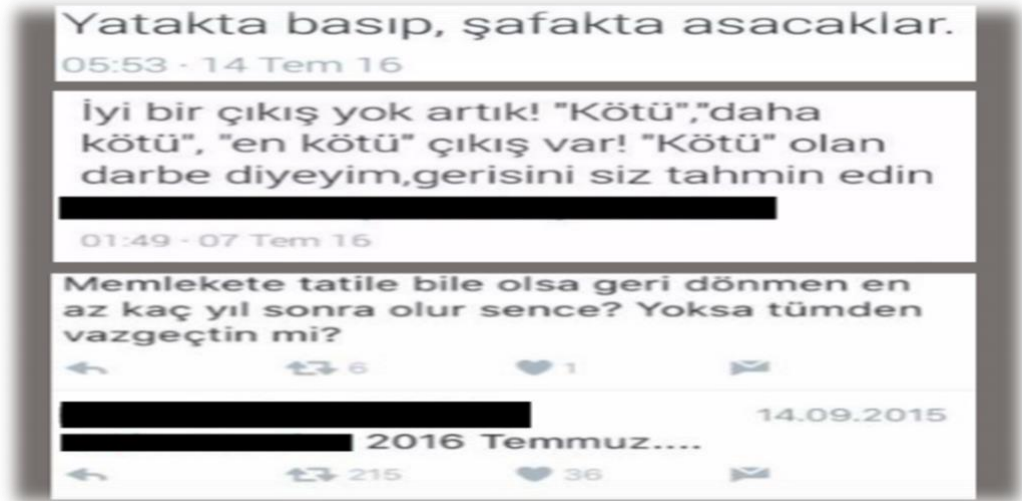 Yatakta basıp, şafakta asacaklar.
05:53 - 14 Tem 16
İyi bir çıkış yok artık! "Kötü","daha
kötü", "en kötü" çıkış var! "Kötü" olan
darbe diyeyim,gerisini siz tahmin edin
01:49 - 07 Tem 16
Memlekete tatile bile olsa geri dönmen en
az kaç yıl sonra olur sence? Yoksa tümden
vazgeçtin mi?
6 1
14.09.2015
2016 Temmuz....
215 36